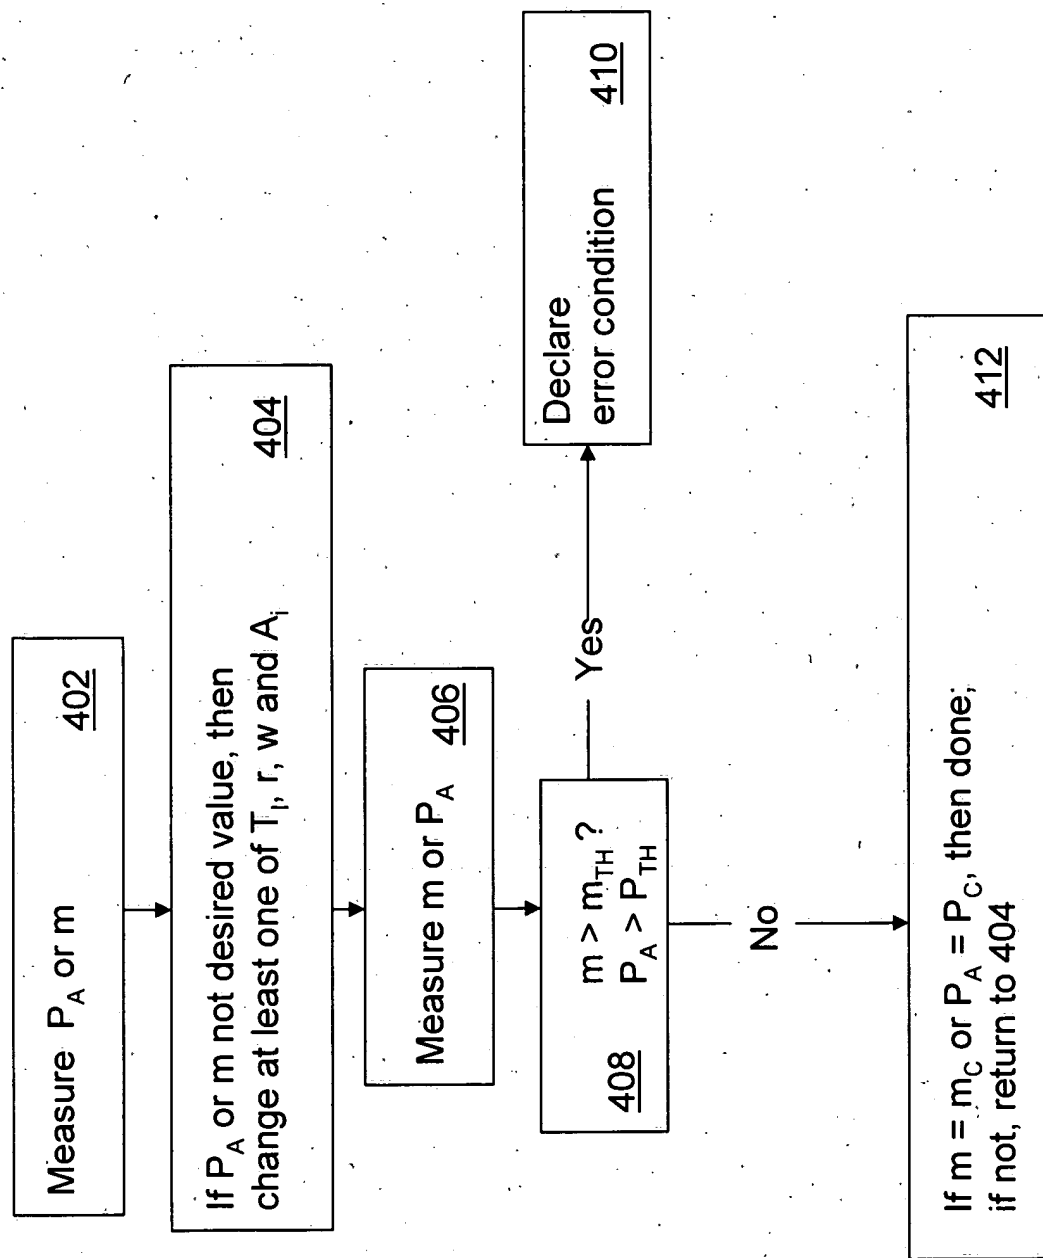 Measure P_A or m
402
If P_A or m not desired value, then
change at least one of T_i, r, w and A_i
404
Measure m or P_A
406
m > m_TH?
P_A > P_TH
408
Yes
Declare
error condition
410
No
If m = m_C or P_A = P_C, then done;
if not, return to 404
412